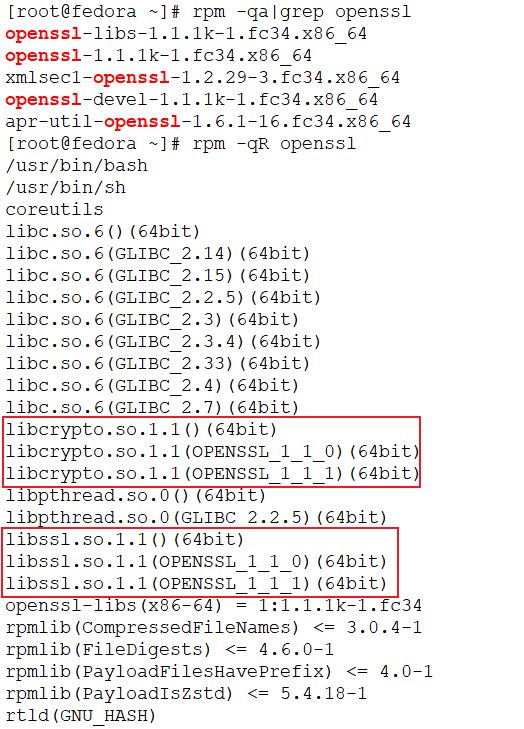 [root@fedora ~]# rpm -qa|grep openssl
openssl-libs-1.1.1k-1.fc34.x86_64
openssl-1.1.1k-1.fc34.x86_64
xmlsec1-openssl-1.2.29-3.fc34.x86_64
openssl-devel-1.1.1k-1.fc34.x86_64
apr-util-openssl-1.6.1-16.fc34.x86_64
[root@fedora ~]# rpm -qR openssl
/usr/bin/bash
/usr/bin/sh
coreutils
libc.so.6()(64bit)
libc.so.6(GLIBC_2.14)(64bit)
libc.so.6(GLIBC_2.15)(64bit)
libc.so.6(GLIBC_2.2.5)(64bit)
libc.so.6(GLIBC_2.3)(64bit)
libc.so.6(GLIBC_2.3.4)(64bit)
libc.so.6(GLIBC_2.33)(64bit)
libc.so.6(GLIBC_2.4)(64bit)
libc.so.6(GLIBC_2.7)(64bit)
libcrypto.so.1.1()(64bit)
libcrypto.so.1.1(OPENSSL_1_1_0)(64bit)
libcrypto.so.1.1(OPENSSL_1_1_1)(64bit)
libpthread.so.0()(64bit)
libpthread.so.0(GLIBC_2.2.5)(64bit)
libssl.so.1.1()(64bit)
libssl.so.1.1(OPENSSL_1_1_0)(64bit)
libssl.so.1.1(OPENSSL_1_1_1)(64bit)
openssl-libs(x86-64) = 1:1.1.1k-1.fc34
rpmlib(CompressedFileNames) <= 3.0.4-1
rpmlib(FileDigests) <= 4.6.0-1
rpmlib(PayloadFilesHavePrefix) <= 4.0-1
rpmlib(PayloadIsZstd) <= 5.4.18-1
rtld(GNU_HASH)